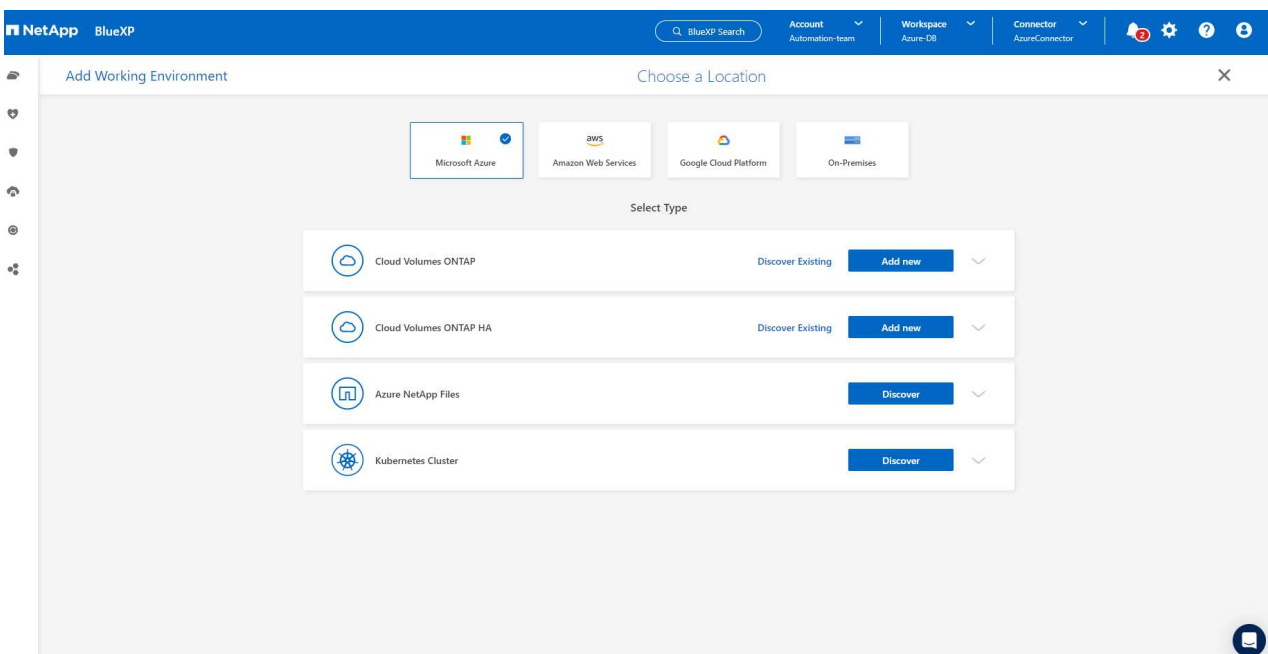 NetApp BlueXP
BlueXP Search
Account
Automation-team
Workspace
Azure-DB
Connector
AzureConnector
2
Add Working Environment
Choose a Location
Microsoft Azure
aws
Amazon Web Services
Google Cloud Platform
On-Premises
Select Type
Cloud Volumes ONTAP
Discover Existing
Add new
Cloud Volumes ONTAP HA
Discover Existing
Add new
Azure NetApp Files
Discover
Kubernetes Cluster
Discover